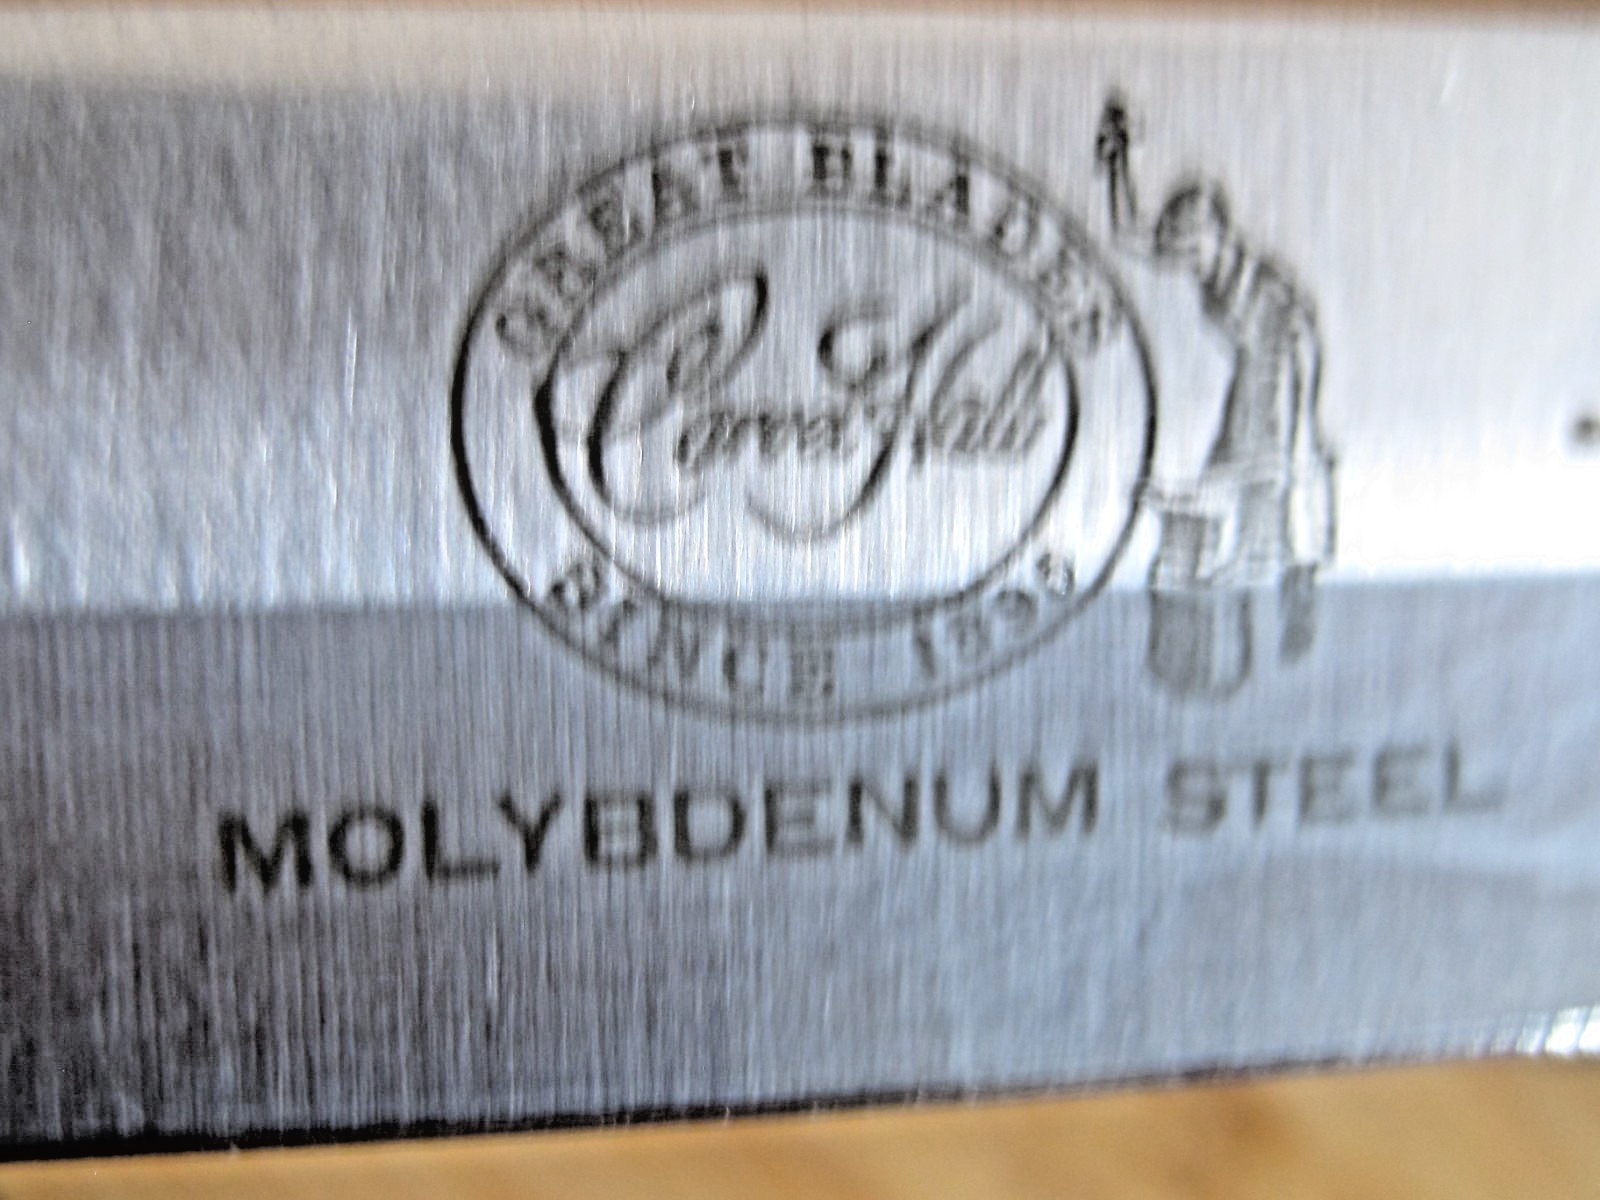 GREAT BLADES
Carvel Hall
SINCE 1895
MOLYBDENUM STEEL